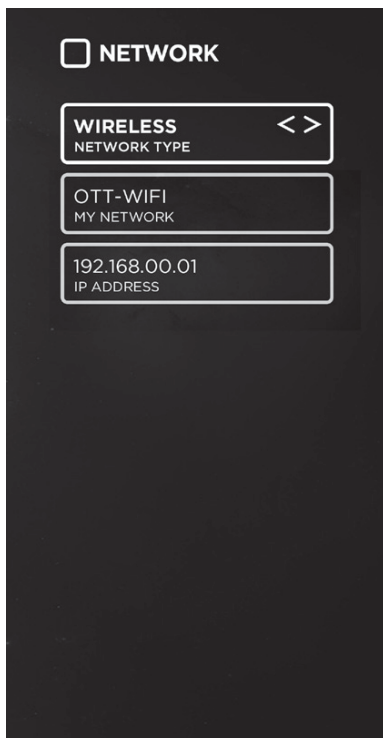 NETWORK
WIRELESS < >
NETWORK TYPE
OTT-WIFI
MY NETWORK
192.168.00.01
IP ADDRESS